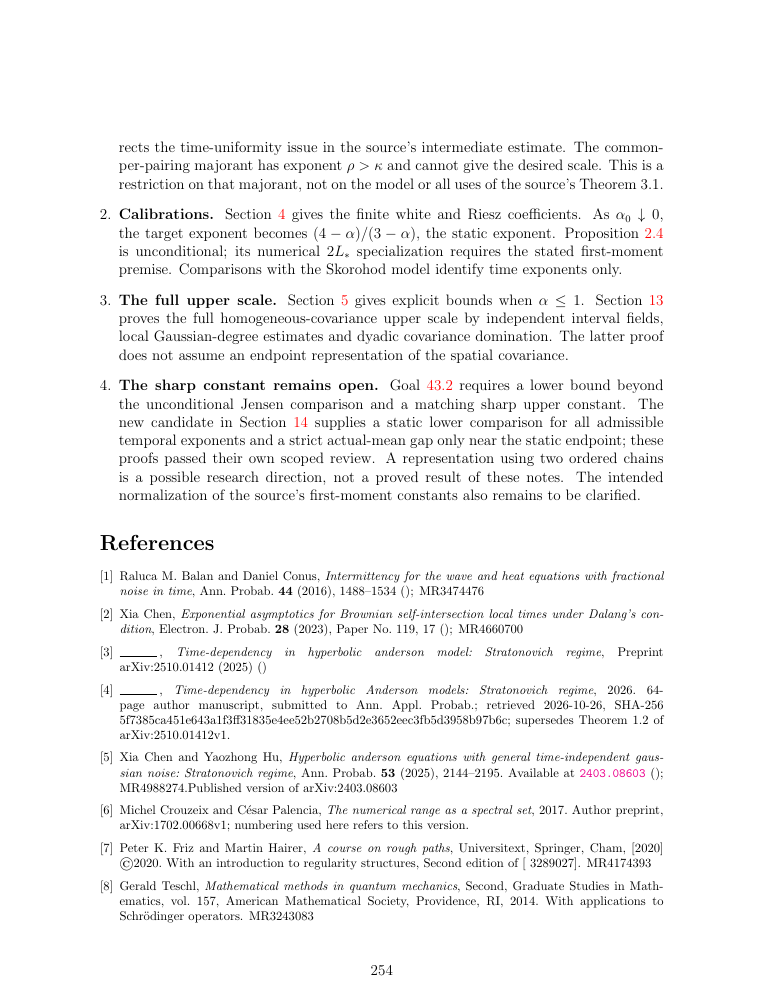 rects the time-uniformity issue in the source's intermediate estimate. The common-
per-pairing majorant has exponent ρ > κ and cannot give the desired scale. This is a
restriction on that majorant, not on the model or all uses of the source's Theorem 3.1.
2. Calibrations. Section 4 gives the finite white and Riesz coefficients. As α₀ ↓ 0,
the target exponent becomes (4 − α)/(3 − α), the static exponent. Proposition 2.4
is unconditional; its numerical 2L∗ specialization requires the stated first-moment
premise. Comparisons with the Skorohod model identify time exponents only.
3. The full upper scale. Section 5 gives explicit bounds when α ≤ 1. Section 13
proves the full homogeneous-covariance upper scale by independent interval fields,
local Gaussian-degree estimates and dyadic covariance domination. The latter proof
does not assume an endpoint representation of the spatial covariance.
4. The sharp constant remains open. Goal 43.2 requires a lower bound beyond
the unconditional Jensen comparison and a matching sharp upper constant. The
new candidate in Section 14 supplies a static lower comparison for all admissible
temporal exponents and a strict actual-mean gap only near the static endpoint; these
proofs passed their own scoped review. A representation using two ordered chains
is a possible research direction, not a proved result of these notes. The intended
normalization of the source's first-moment constants also remains to be clarified.
References
[1] Raluca M. Balan and Daniel Conus, Intermittency for the wave and heat equations with fractional
noise in time, Ann. Probab. 44 (2016), 1488–1534 (); MR3474476
[2] Xia Chen, Exponential asymptotics for Brownian self-intersection local times under Dalang's con-
dition, Electron. J. Probab. 28 (2023), Paper No. 119, 17 (); MR4660700
[3] _____, Time-dependency in hyperbolic anderson model: Stratonovich regime, Preprint
arXiv:2510.01412 (2025) ()
[4] _____, Time-dependency in hyperbolic Anderson models: Stratonovich regime, 2026. 64-
page author manuscript, submitted to Ann. Appl. Probab.; retrieved 2026-10-26, SHA-256
5f7385ca451e643a1f3ff31835e4ee52b2708b5d2e3652eec3fb5d3958b97b6c; supersedes Theorem 1.2 of
arXiv:2510.01412v1.
[5] Xia Chen and Yaozhong Hu, Hyperbolic anderson equations with general time-independent gaus-
sian noise: Stratonovich regime, Ann. Probab. 53 (2025), 2144–2195. Available at 2403.08603 ();
MR4988274.Published version of arXiv:2403.08603
[6] Michel Crouzeix and César Palencia, The numerical range as a spectral set, 2017. Author preprint,
arXiv:1702.00668v1; numbering used here refers to this version.
[7] Peter K. Friz and Martin Hairer, A course on rough paths, Universitext, Springer, Cham, [2020]
©2020. With an introduction to regularity structures, Second edition of [ 3289027]. MR4174393
[8] Gerald Teschl, Mathematical methods in quantum mechanics, Second, Graduate Studies in Math-
ematics, vol. 157, American Mathematical Society, Providence, RI, 2014. With applications to
Schrödinger operators. MR3243083
254